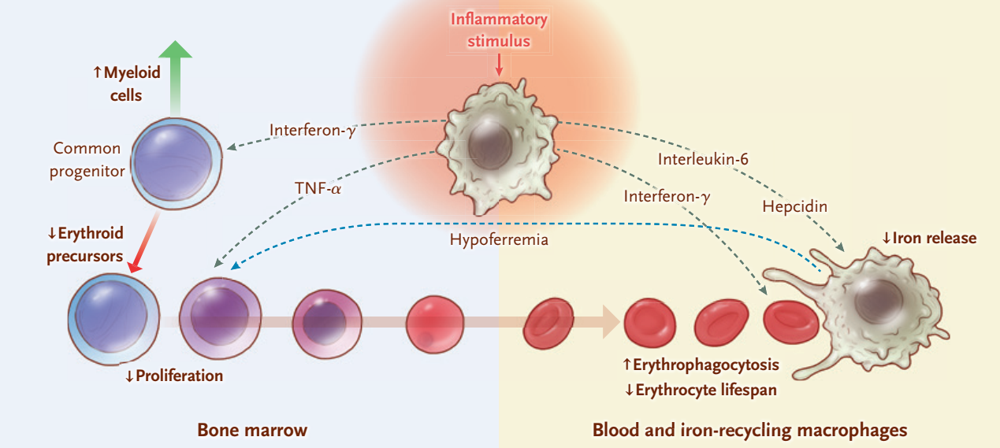 Inflammatory
stimulus
↑Myeloid
cells
Common
progenitor
Interferon-γ
TNF-α
Interleukin-6
Interferon-γ
Hepcidin
Hypoferremia
↓Iron release
↓Erythroid
precursors
↓Proliferation
↑Erythrophagocytosis
↓Erythrocyte lifespan
Bone marrow
Blood and iron-recycling macrophages